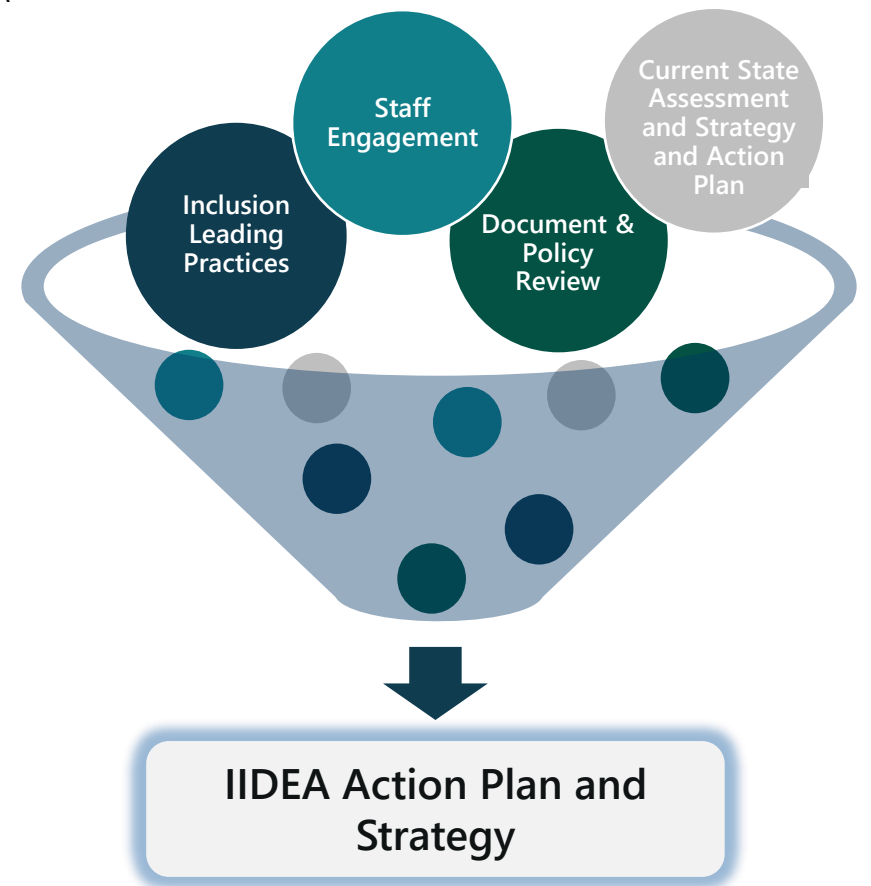 Inclusion
Leading
Practices
Staff
Engagement
Document &
Policy
Review
Current State
Assessment
and Strategy
and Action
Plan
IIDEA Action Plan and
Strategy